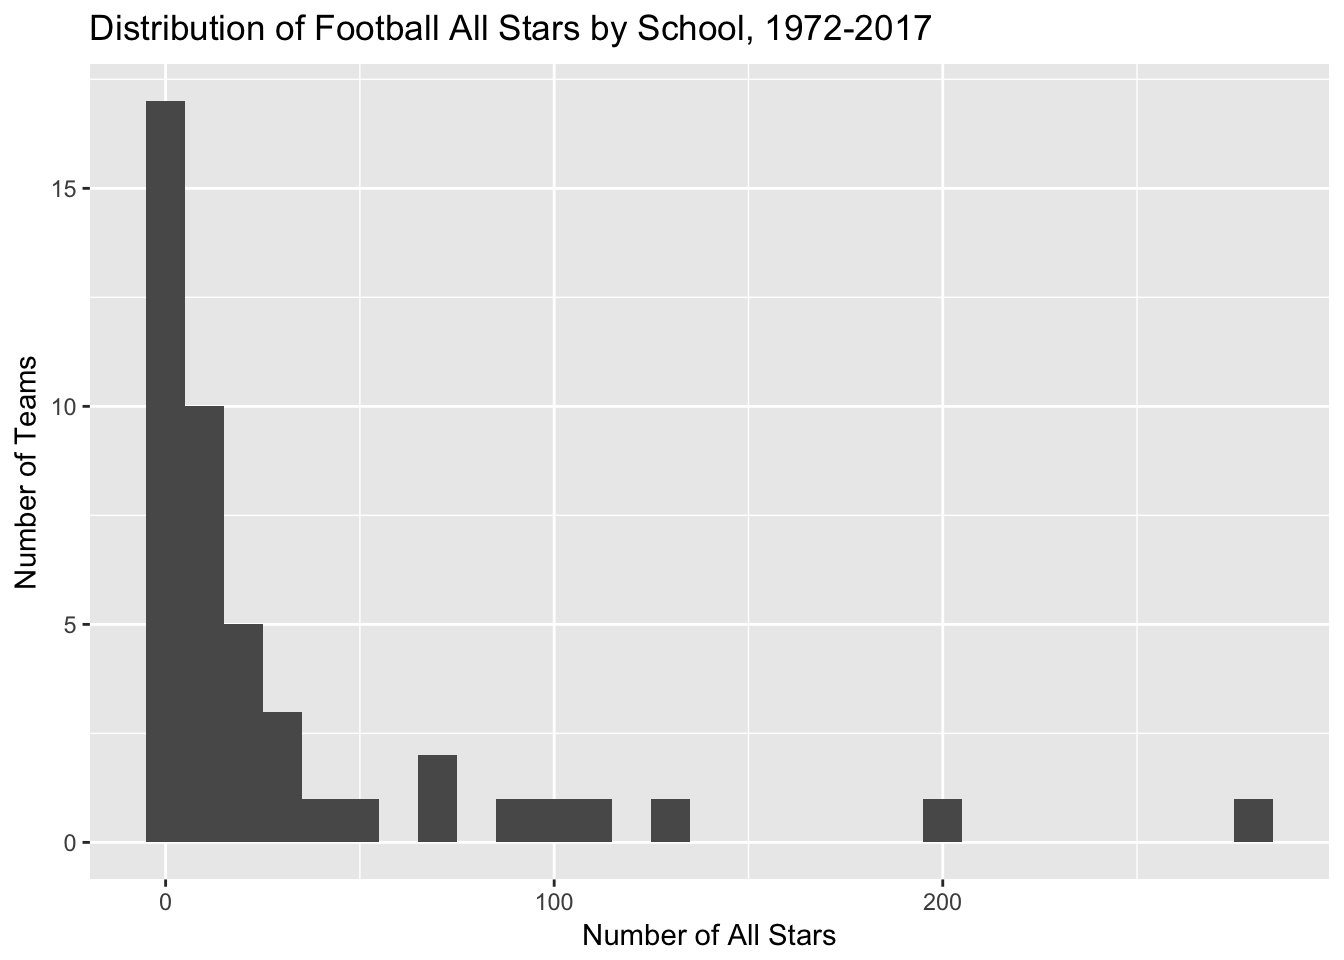 Distribution of Football All Stars by School, 1972-2017
Number of Teams
15
10
5
0
0
100
200
Number of All Stars